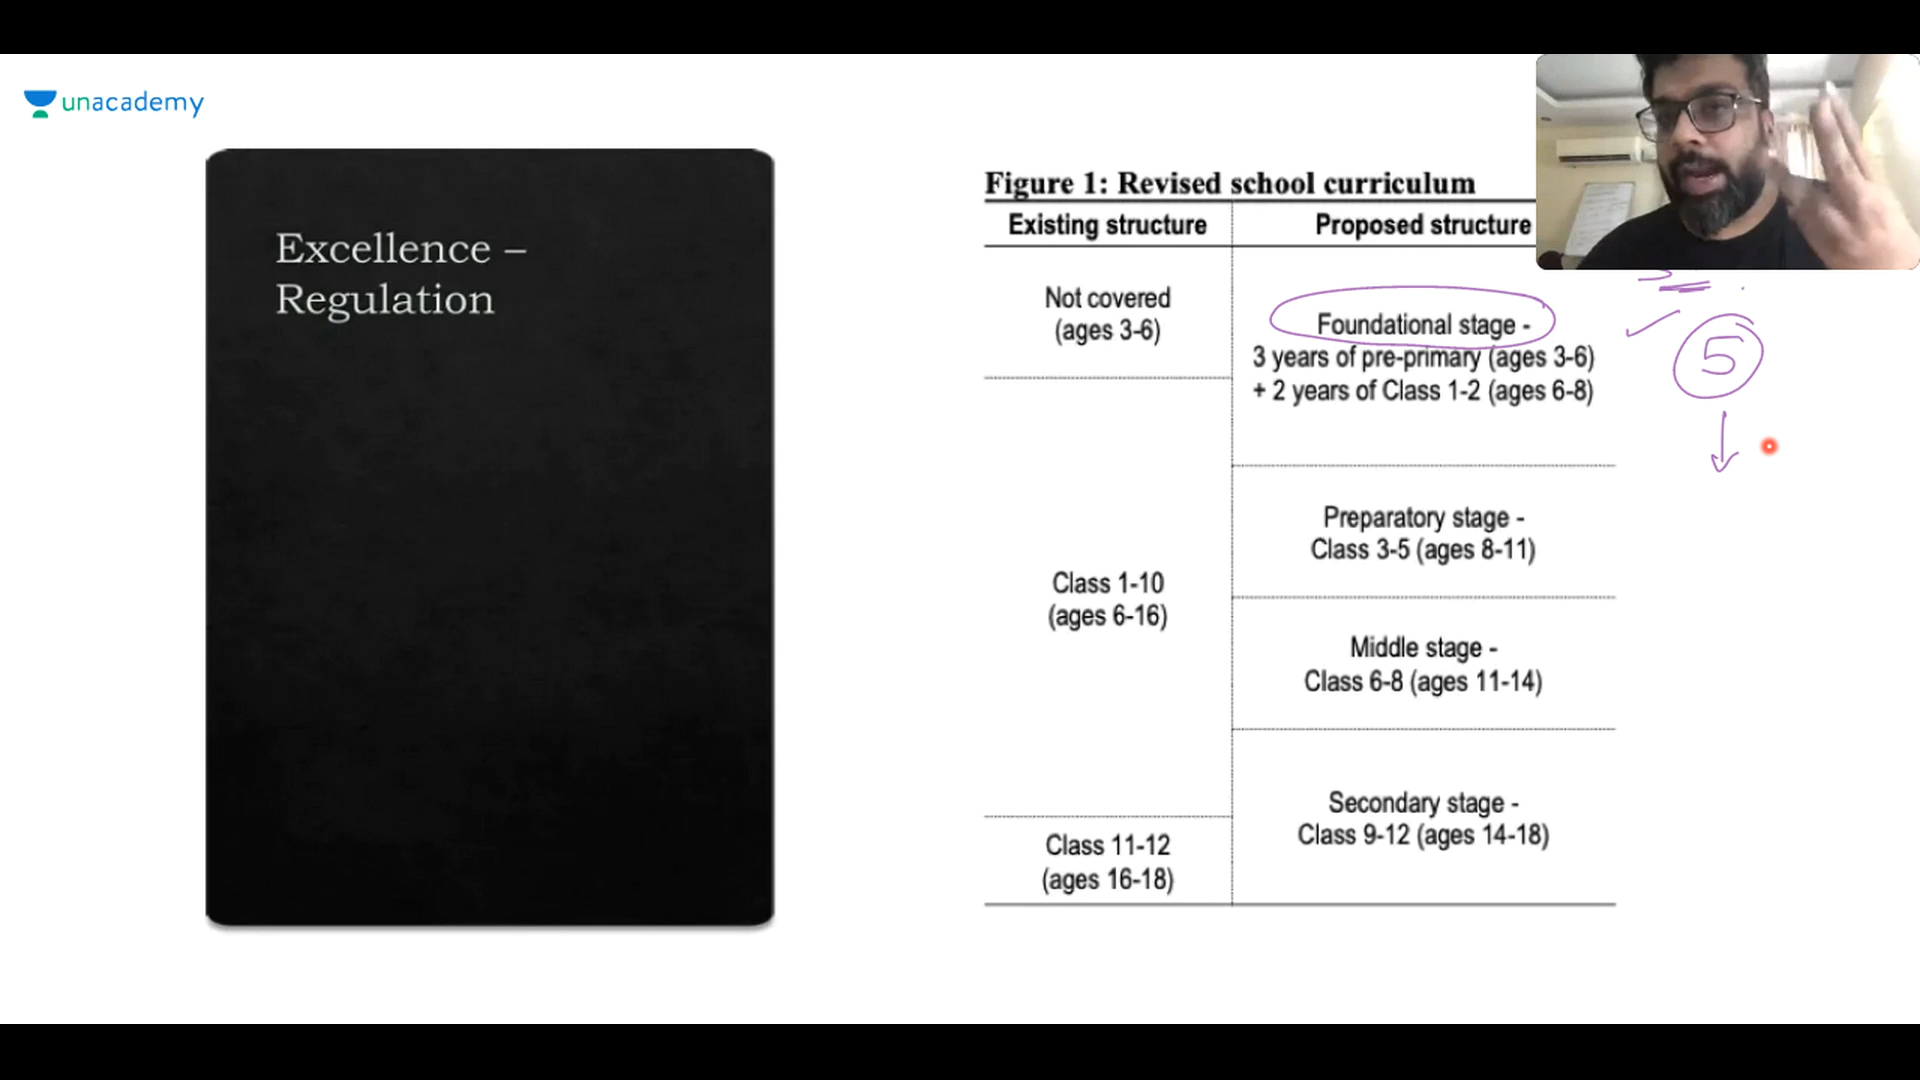 unacademy
Excellence –
Regulation
Figure 1: Revised school curriculum
Existing structure
Proposed structure
Not covered
(ages 3-6)
Foundational stage -
3 years of pre-primary (ages 3-6)
+ 2 years of Class 1-2 (ages 6-8)
5
Class 1-10
(ages 6-16)
Preparatory stage -
Class 3-5 (ages 8-11)
Middle stage -
Class 6-8 (ages 11-14)
Secondary stage -
Class 9-12 (ages 14-18)
Class 11-12
(ages 16-18)